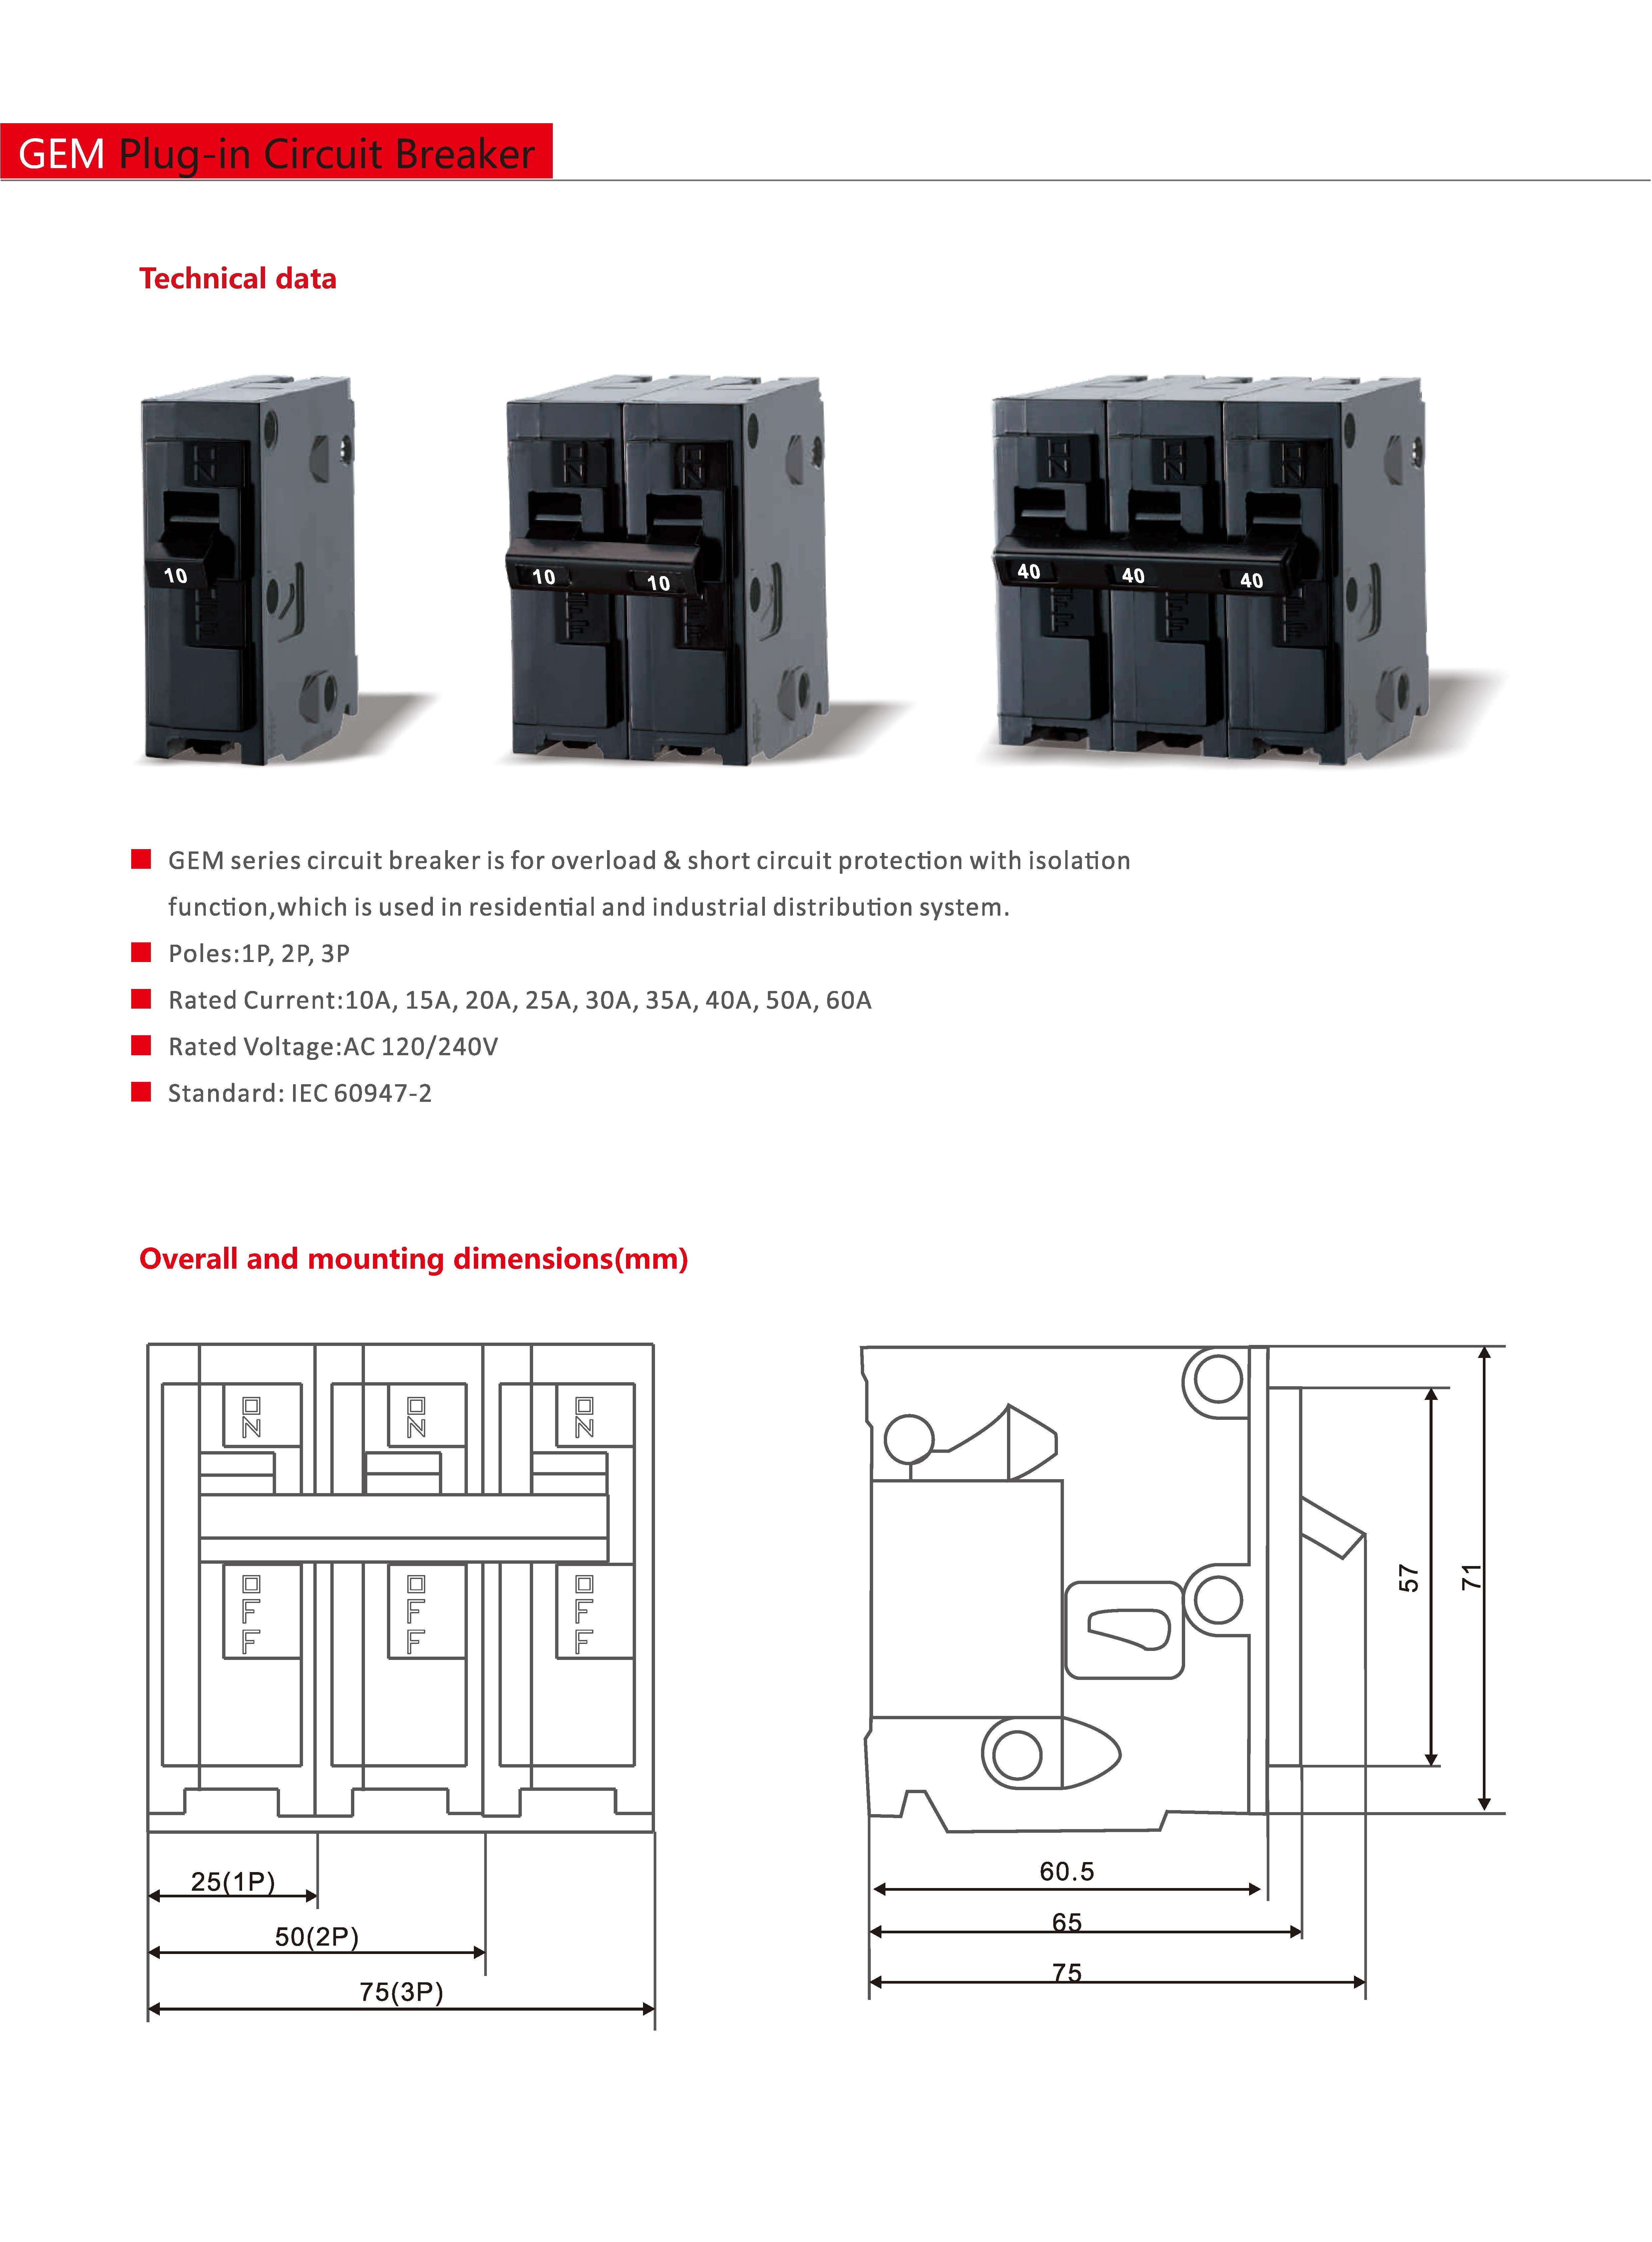 GEM Plug-in Circuit Breaker
Technical data
10
10 10
40 40 40
GEM series circuit breaker is for overload & short circuit protection with isolation
function,which is used in residential and industrial distribution system.
Poles:1P, 2P, 3P
Rated Current:10A, 15A, 20A, 25A, 30A, 35A, 40A, 50A, 60A
Rated Voltage:AC 120/240V
Standard: IEC 60947-2
Overall and mounting dimensions(mm)
ON ON ON
OFF OFF OFF
25(1P)
50(2P)
75(3P)
57
71
60.5
65
75